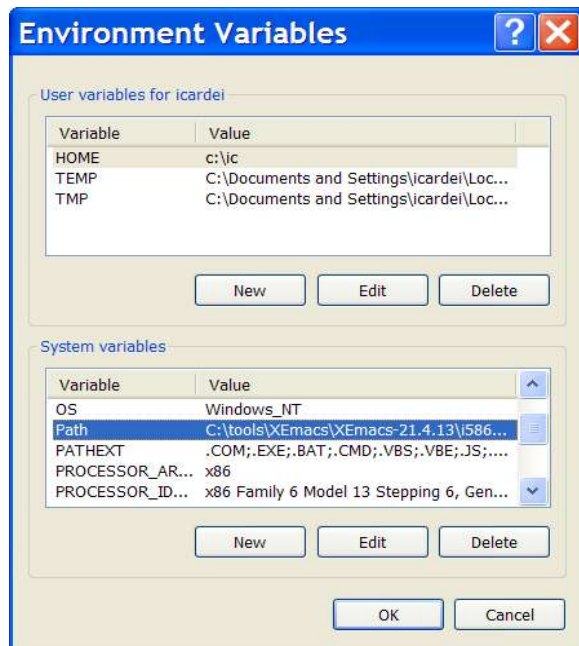 Environment Variables
User variables for icardei
Variable Value
HOME c:\ic
TEMP C:\Documents and Settings\icardei\Loc...
TMP C:\Documents and Settings\icardei\Loc...
New Edit Delete
System variables
Variable Value
OS Windows_NT
Path C:\tools\XEmacs\XEmacs-21.4.13\i586...
PATHEXT .COM;.EXE;.BAT;.CMD;.VBS;.VBE;.JS;....
PROCESSOR_AR... x86
PROCESSOR_ID... x86 Family 6 Model 13 Stepping 6, Gen...
New Edit Delete
OK Cancel